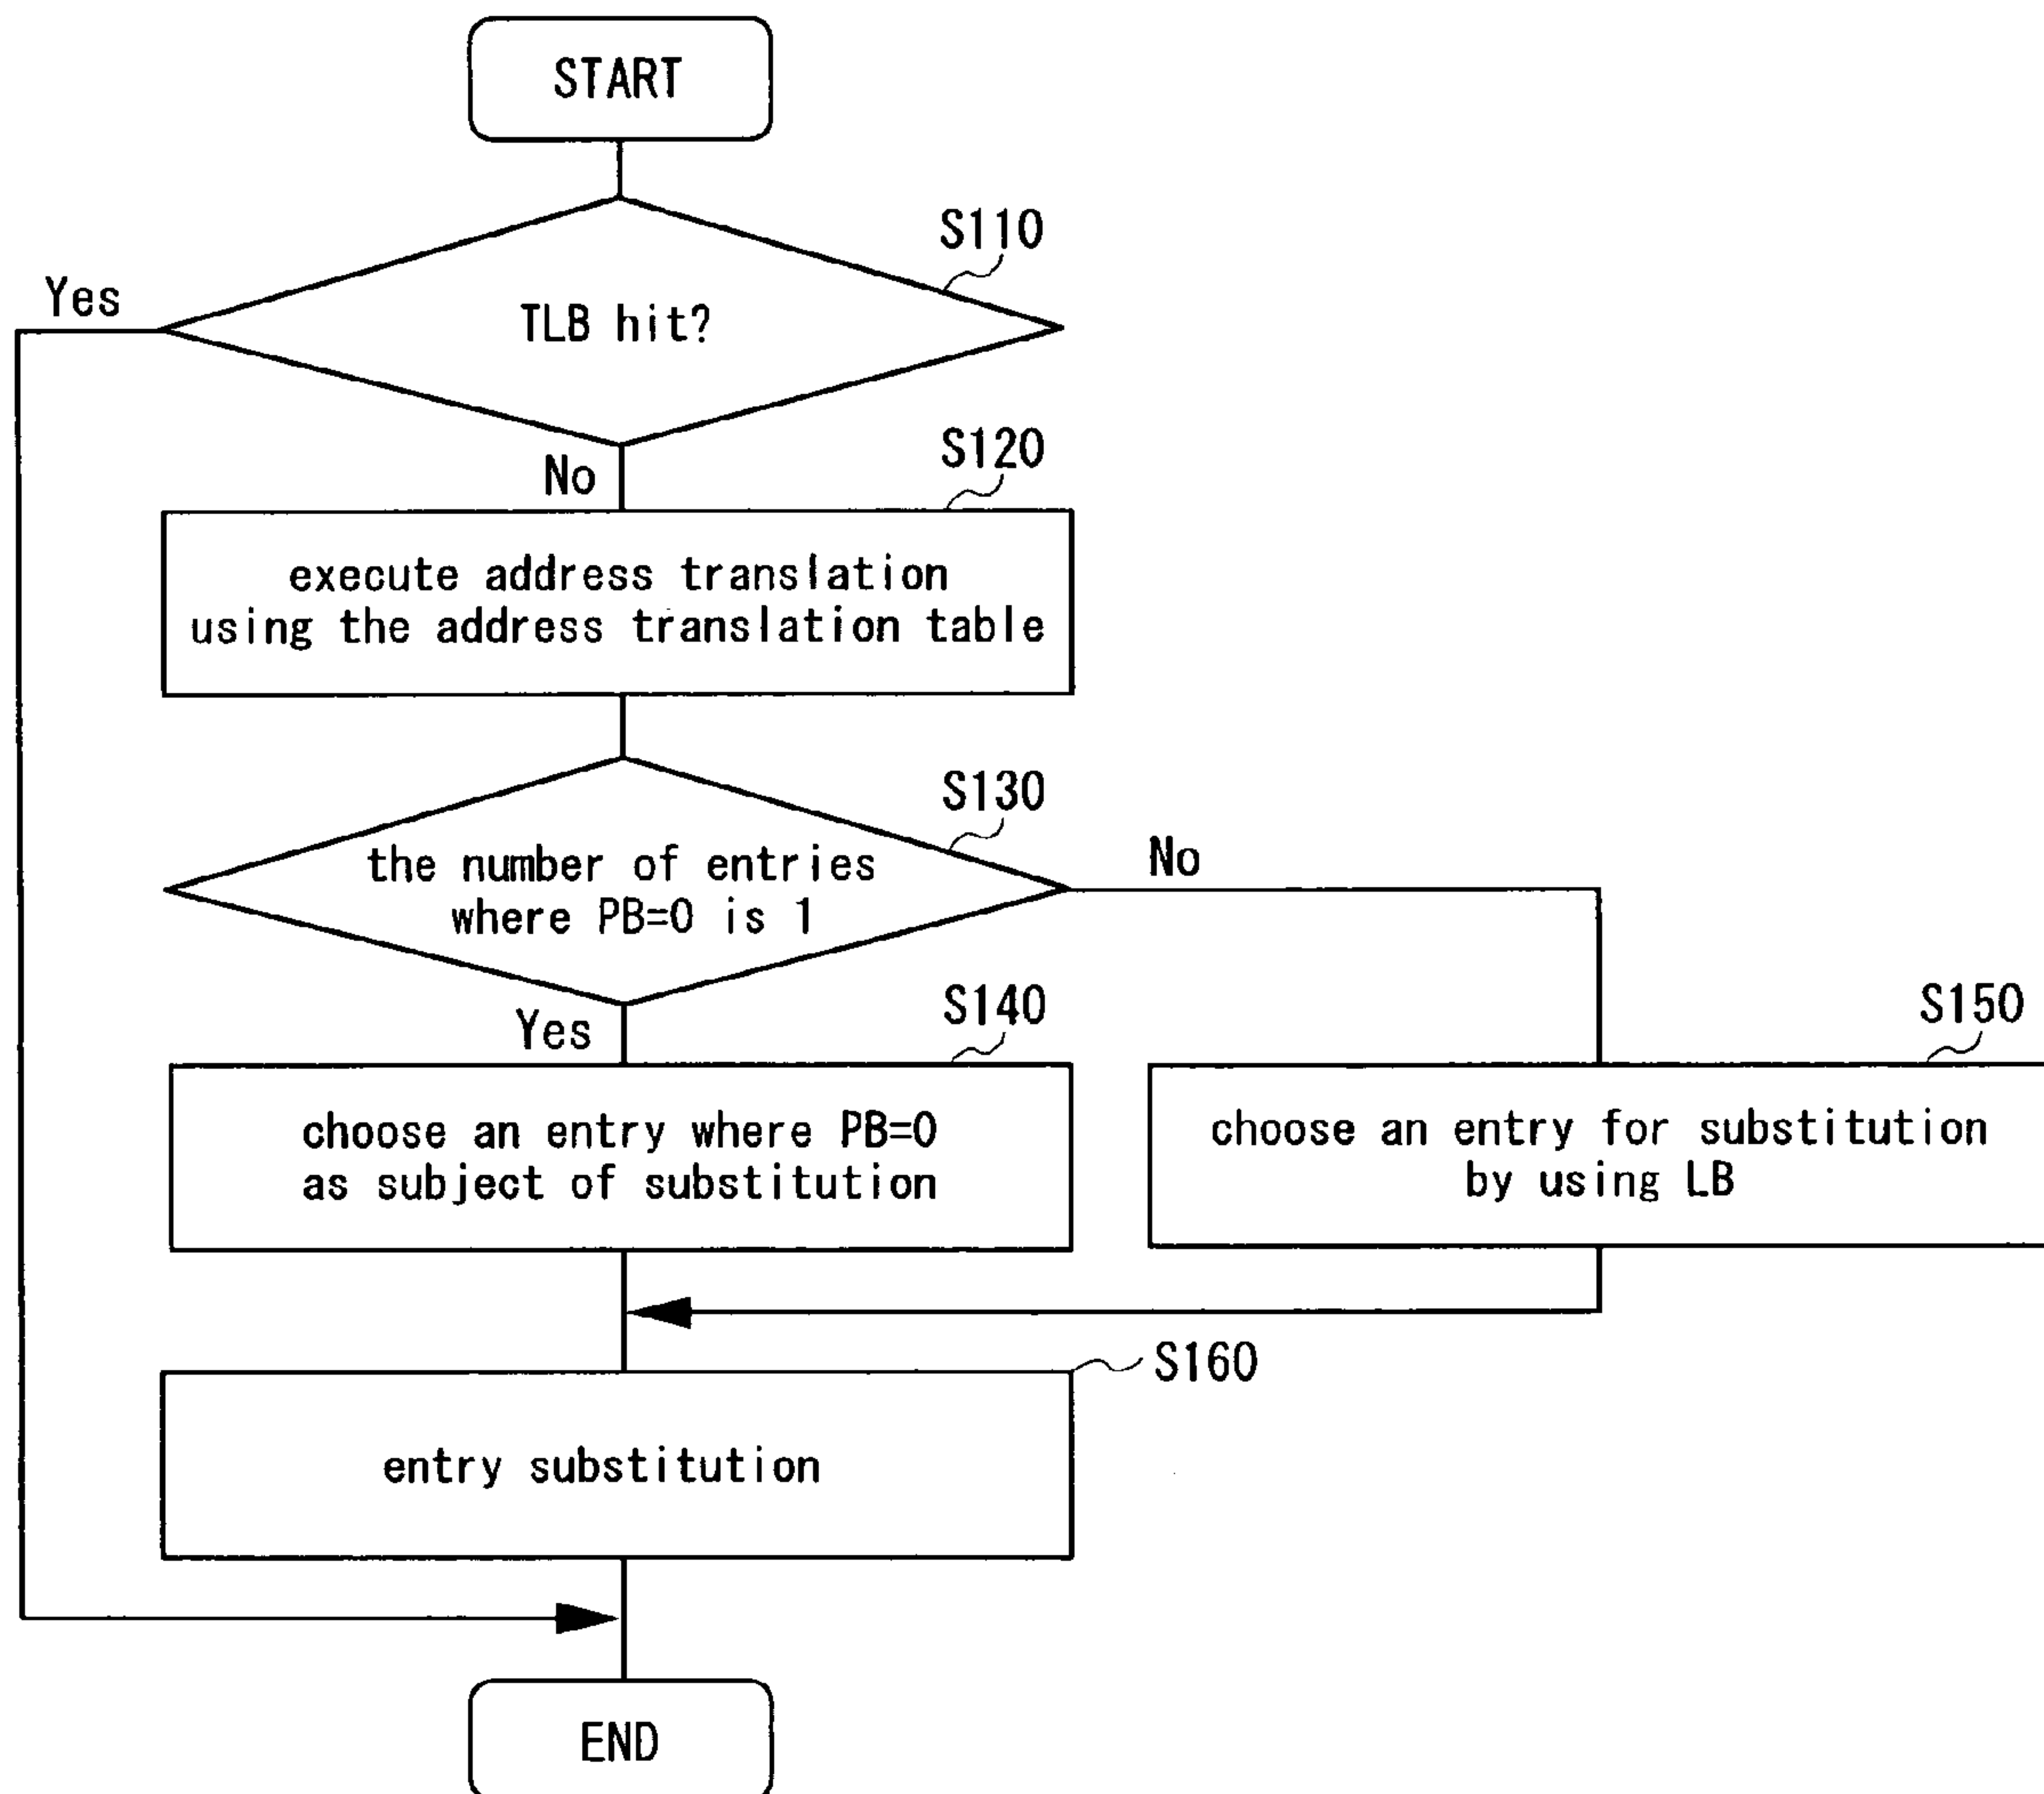 START
S110
Yes
TLB hit?
S120
No
execute address translation
using the address translation table
S130
No
the number of entries
where PB=0 is 1
S140
Yes
S150
choose an entry where PB=0
as subject of substitution
choose an entry for substitution
by using LB
S160
entry substitution
END